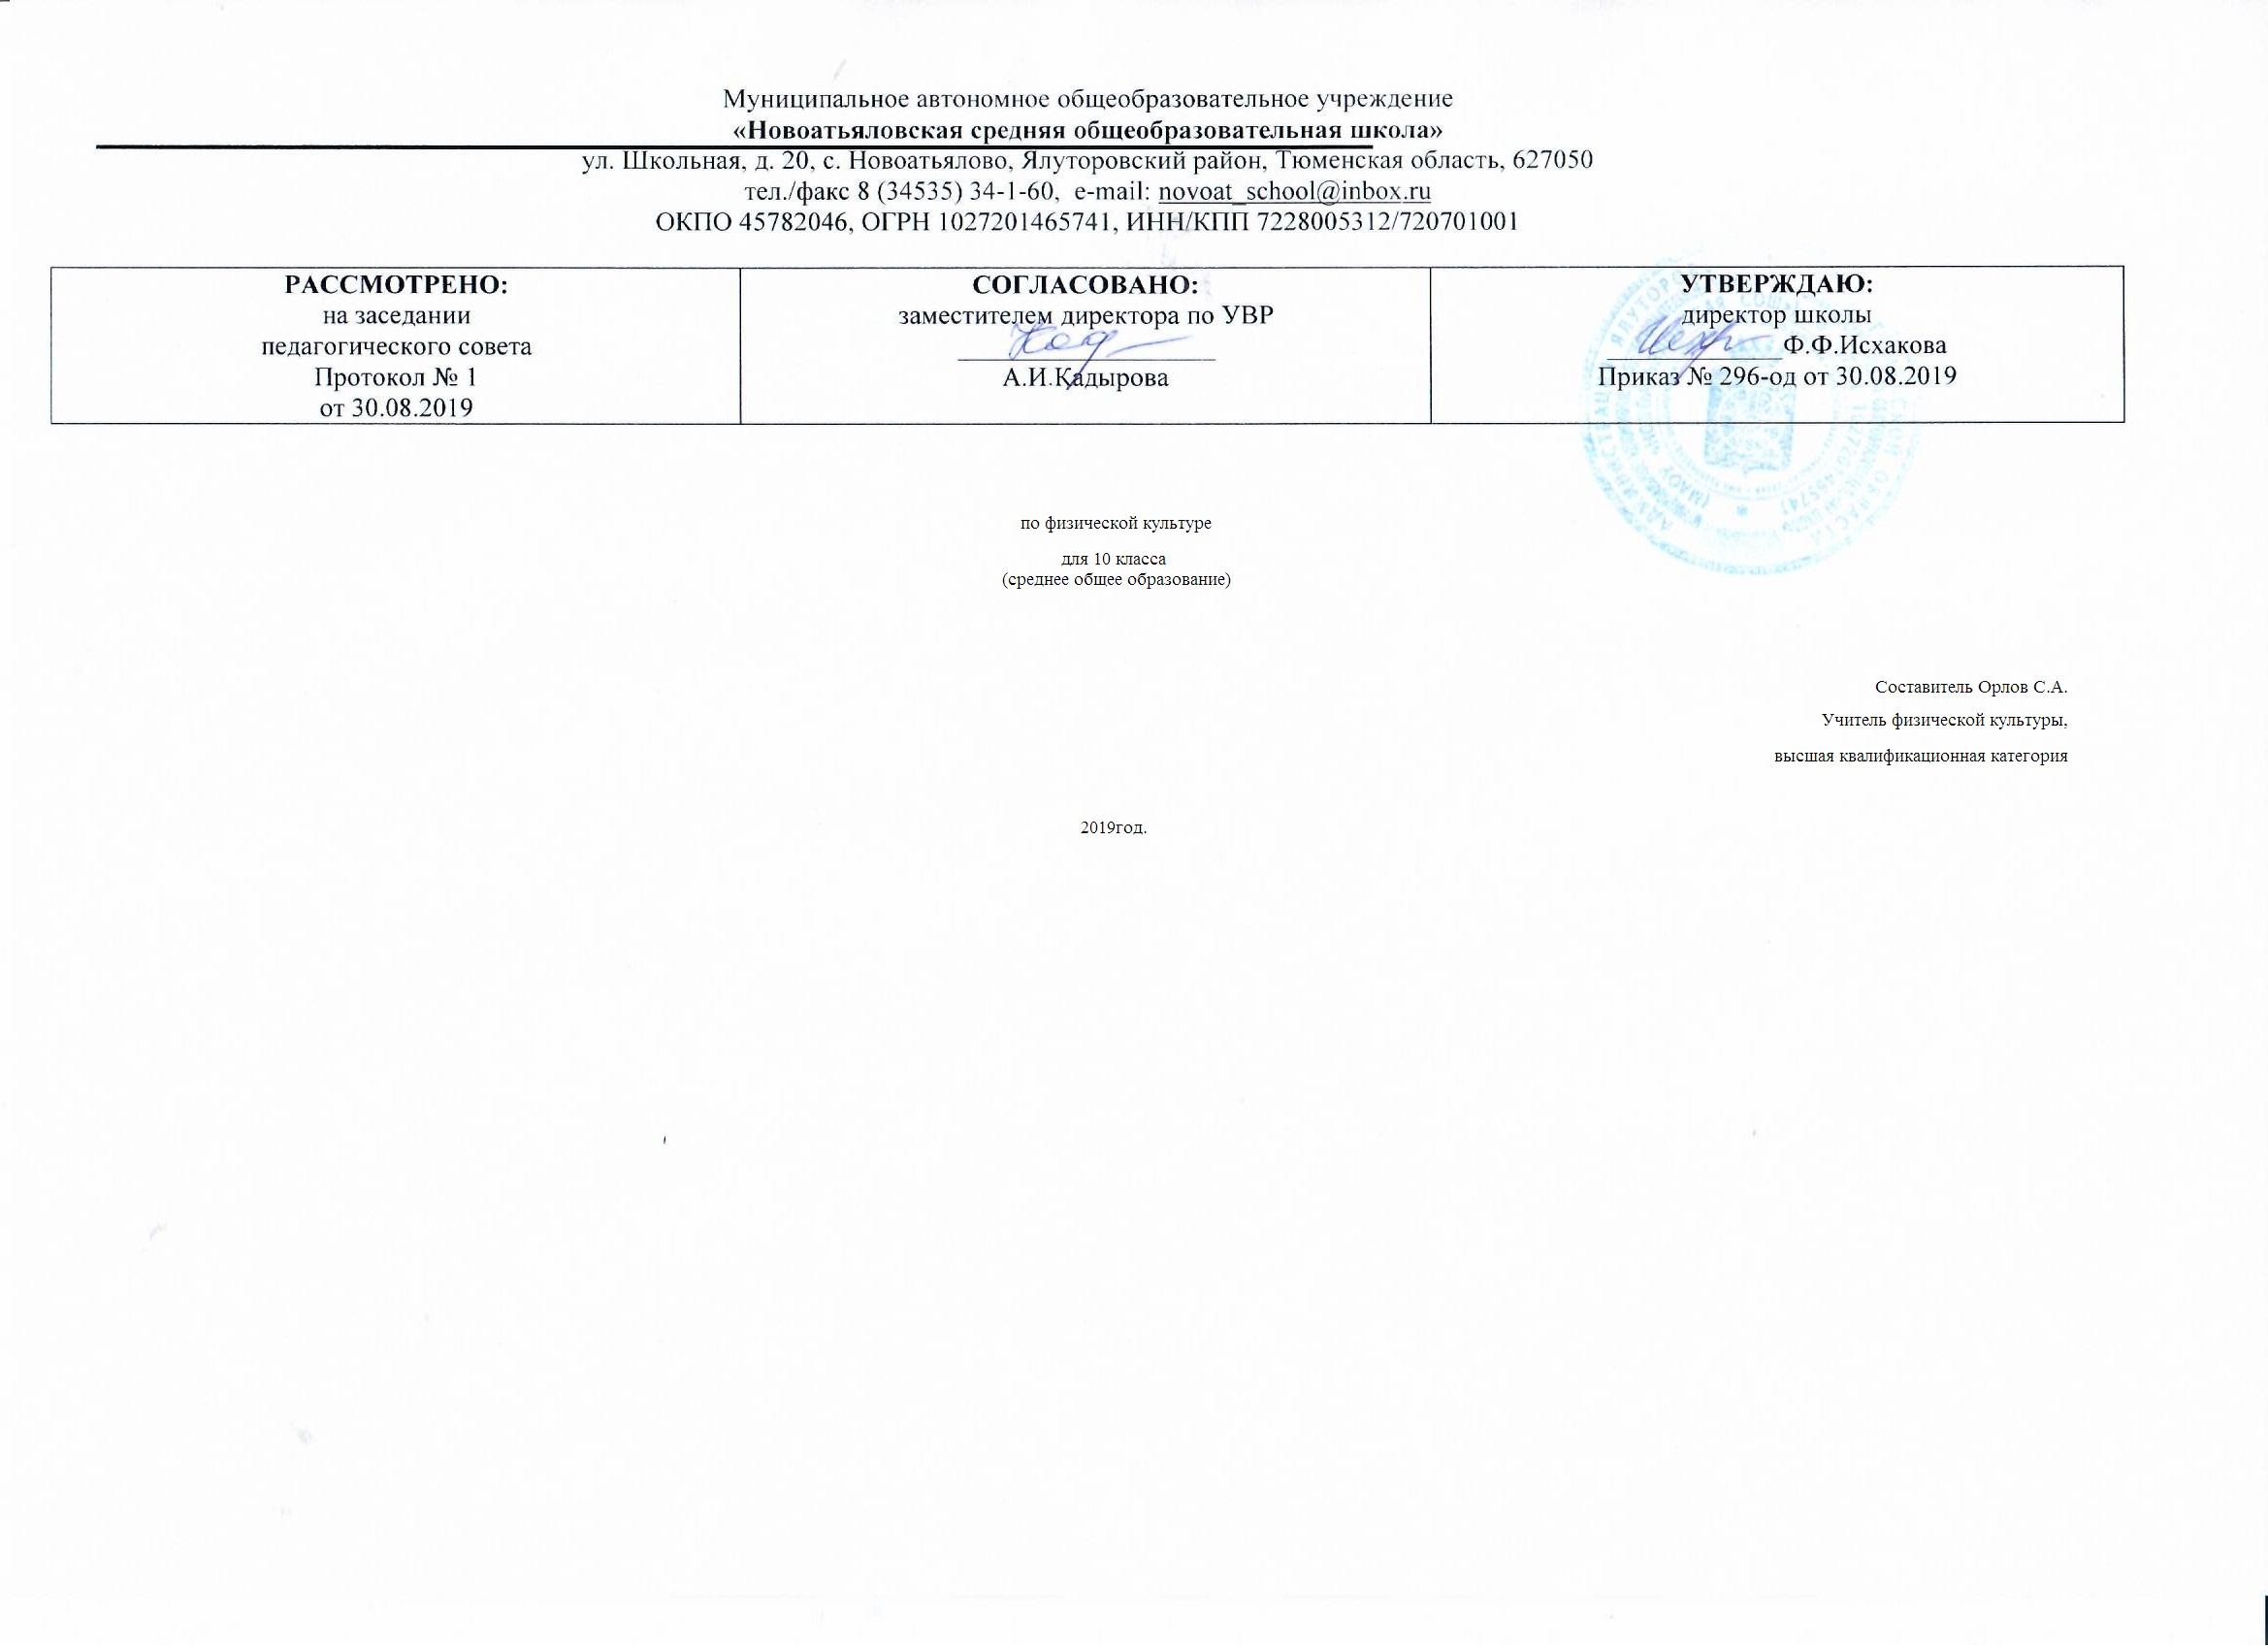 Муниципальное автономное общеобразовательное учреждение
«Новоатьяловская средняя общеобразовательная школа»
ул. Школьная, д. 20, с. Новоатьялово, Ялуторовский район, Тюменская область, 627050
тел./факс 8 (34535) 34-1-60, e-mail: novoat_school@inbox.ru
ОКПО 45782046, ОГРН 1027201465741, ИНН/КПП 7228005312/720701001
РАССМОТРЕНО:
на заседании
педагогического совета
Протокол № 1
от 30.08.2019
СОГЛАСОВАНО:
заместителем директора по УВР
А.И.Кадырова
УТВЕРЖДАЮ:
директор школы
Ф.Ф.Исхакова
Приказ № 296-од от 30.08.2019
по физической культуре
для 10 класса
(среднее общее образование)
Составитель Орлов С.А.
Учитель физической культуры,
высшая квалификационная категория
2019год.